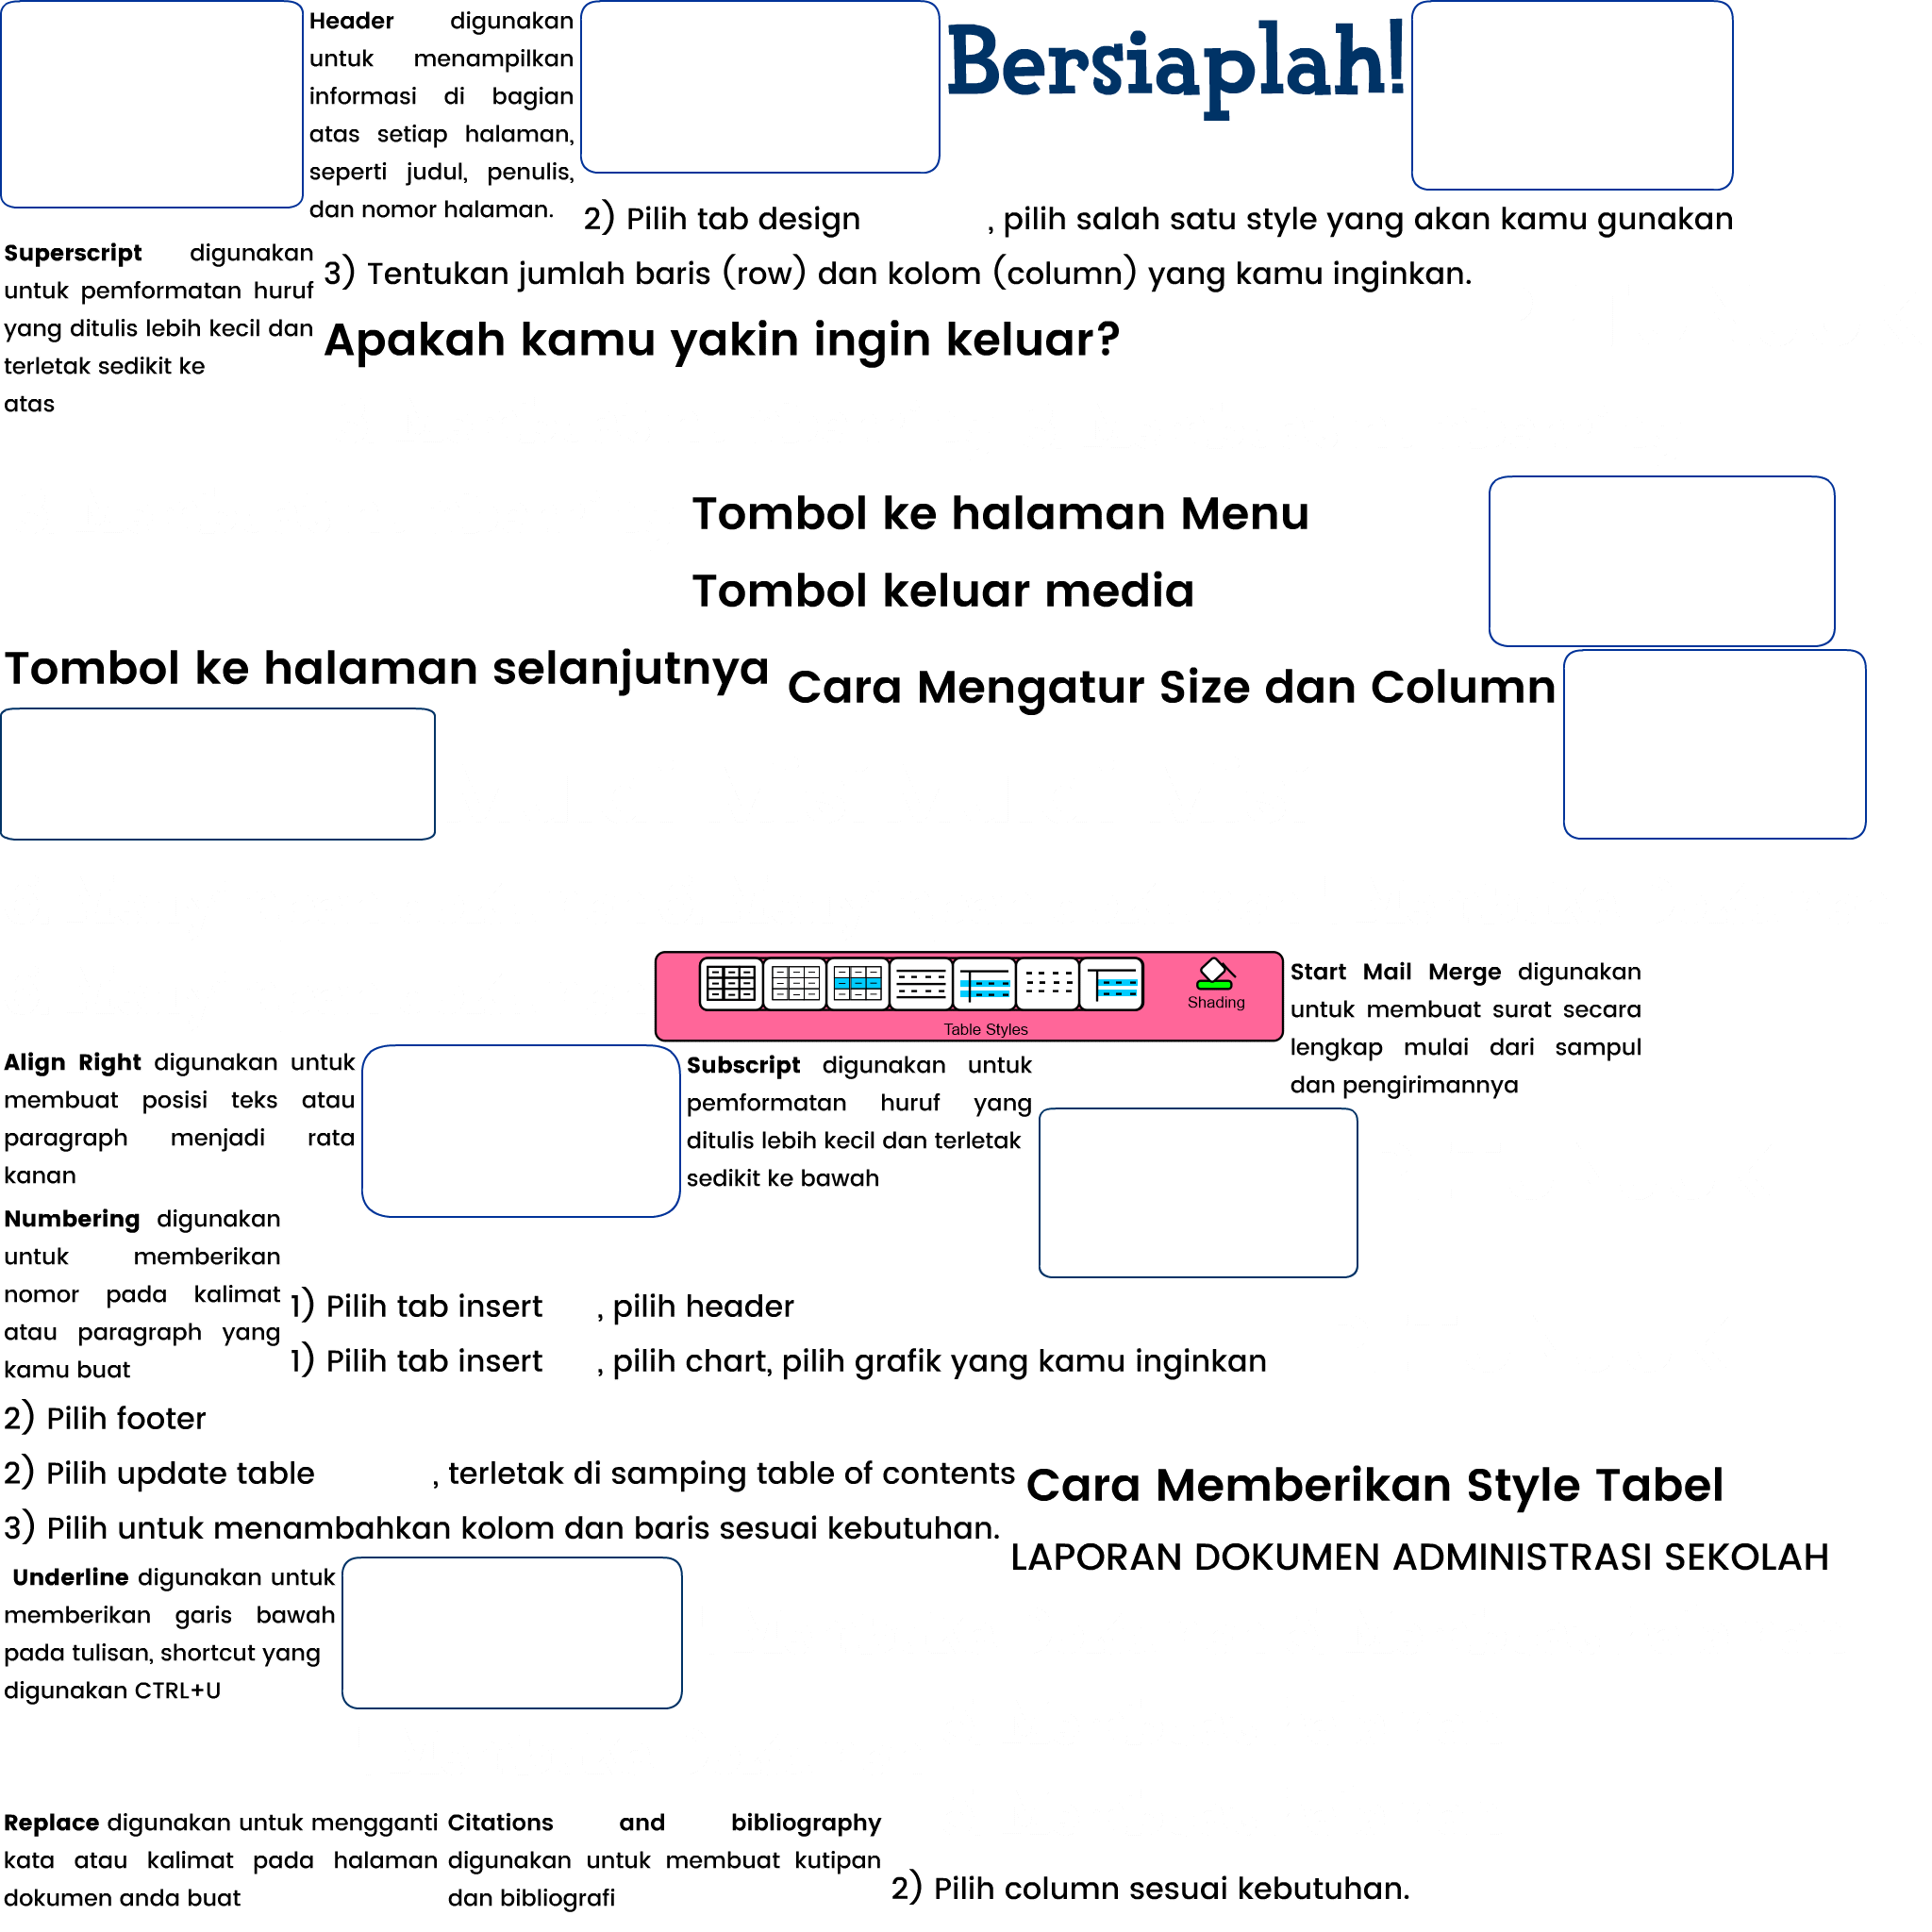 Header digunakan
untuk menampilkan
informasi di bagian
atas setiap halaman,
seperti judul, penulis,
dan nomor halaman.
Bersiaplah!
2) Pilih tab design , pilih salah satu style yang akan kamu gunakan
Superscript digunakan
untuk pemformatan huruf
yang ditulis lebih kecil dan
terletak sedikit ke
atas
3) Tentukan jumlah baris (row) dan kolom (column) yang kamu inginkan.
Apakah kamu yakin ingin keluar?
Tombol ke halaman Menu
Tombol keluar media
Tombol ke halaman selanjutnya
Cara Mengatur Size dan Column
Shading
Table Styles
Start Mail Merge digunakan
untuk membuat surat secara
lengkap mulai dari sampul
dan pengirimannya
Align Right digunakan untuk
membuat posisi teks atau
paragraph menjadi rata
kanan
Subscript digunakan untuk
pemformatan huruf yang
ditulis lebih kecil dan terletak
sedikit ke bawah
Numbering digunakan
untuk memberikan
nomor pada kalimat
atau paragraph yang
kamu buat
1) Pilih tab insert , pilih header
1) Pilih tab insert , pilih chart, pilih grafik yang kamu inginkan
2) Pilih footer
2) Pilih update table , terletak di samping table of contents
Cara Memberikan Style Tabel
3) Pilih untuk menambahkan kolom dan baris sesuai kebutuhan.
LAPORAN DOKUMEN ADMINISTRASI SEKOLAH
Underline digunakan untuk
memberikan garis bawah
pada tulisan, shortcut yang
digunakan CTRL+U
Replace digunakan untuk mengganti
kata atau kalimat pada halaman
dokumen anda buat
Citations and bibliography
digunakan untuk membuat kutipan
dan bibliografi
2) Pilih column sesuai kebutuhan.